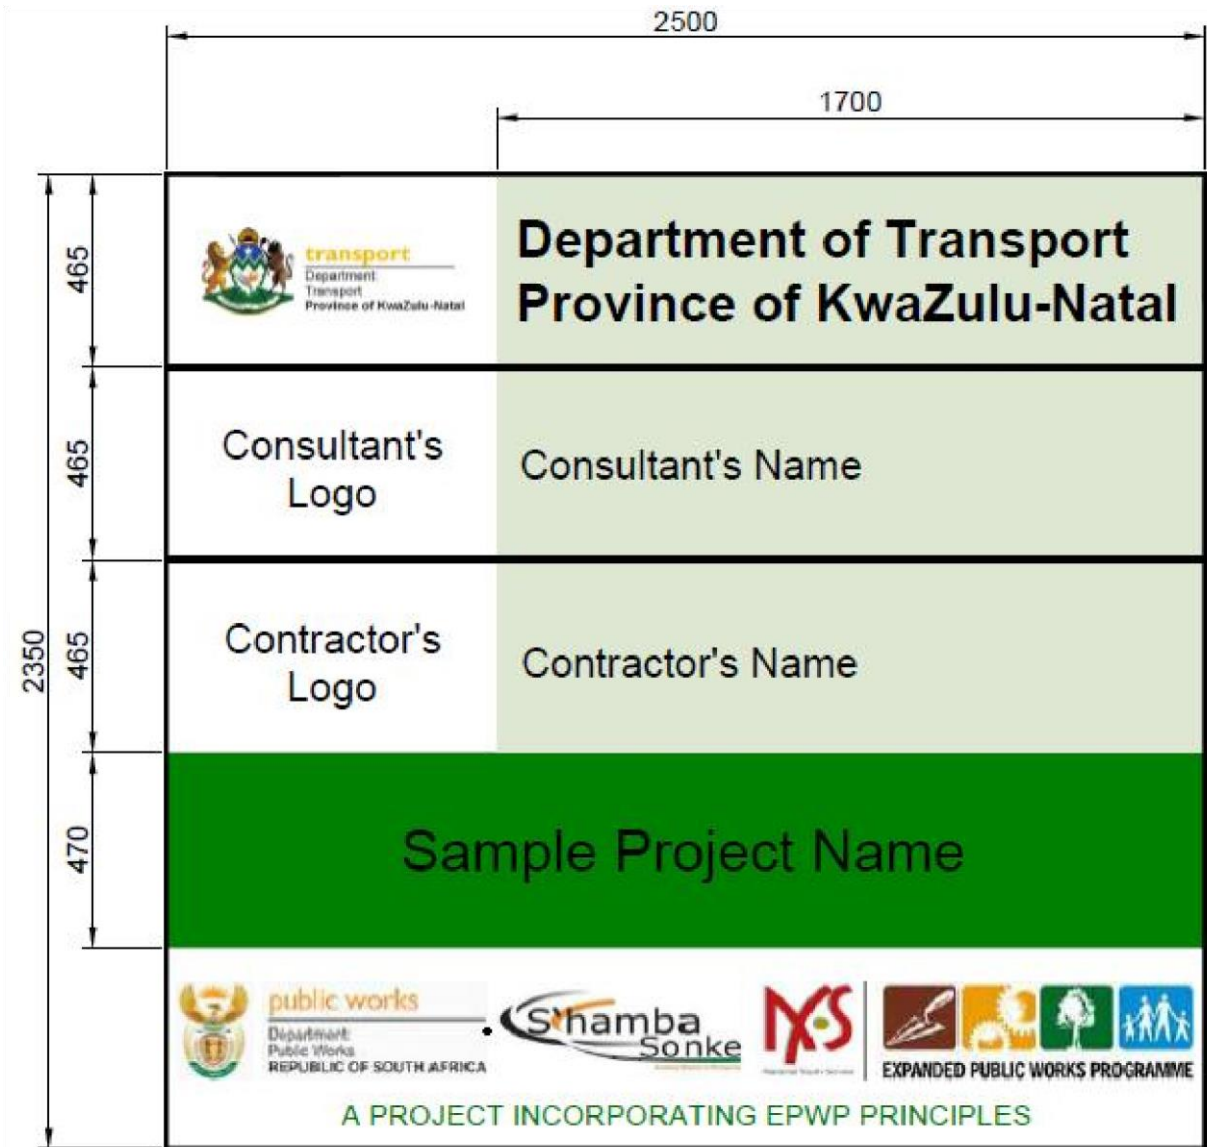 2500
1700
465
transport
Department:
Transport
Province of KwaZulu-Natal
Department of Transport
Province of KwaZulu-Natal
465
Consultant's
Logo
Consultant's Name
2350
465
Contractor's
Logo
Contractor's Name
470
Sample Project Name
public works
Department:
Public Works
REPUBLIC OF SOUTH AFRICA
S'hamba
Sonke
NYS
EXPANDED PUBLIC WORKS PROGRAMME
A PROJECT INCORPORATING EPWP PRINCIPLES